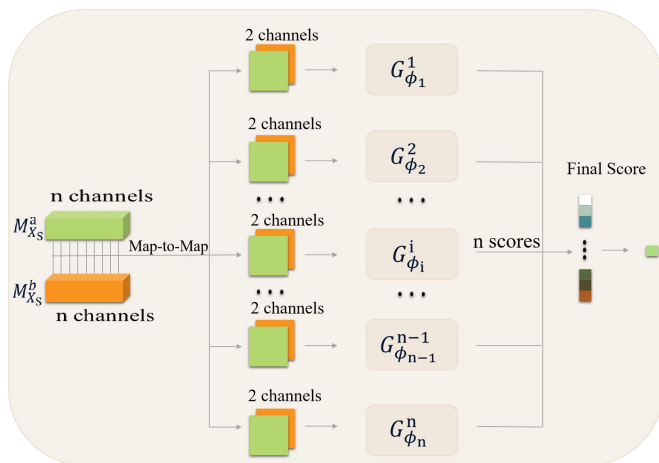 2 channels
G^1_{ϕ_1}
2 channels
G^2_{ϕ_2}
Final Score
n channels
• • •
• • •
M^a_{X_S}
2 channels
Map-to-Map
G^i_{ϕ_i}
n scores
M^b_{X_S}
n channels
• • •
• • •
2 channels
G^{n-1}_{ϕ_{n-1}}
2 channels
G^n_{ϕ_n}